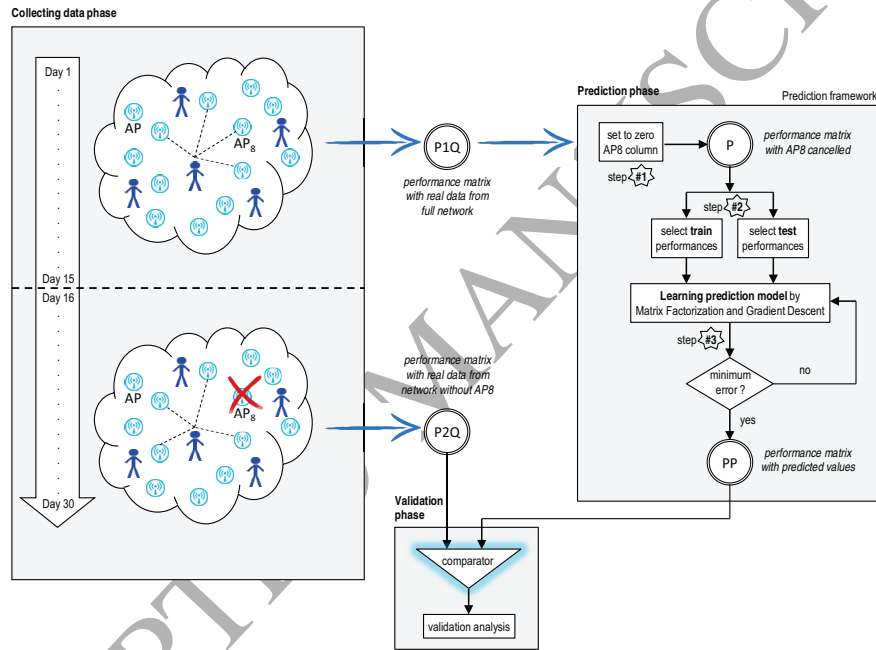 Collecting data phase
Day 1
AP
AP8
Day 15
Day 16
AP
AP8
Day 30
P1Q
performance matrix
with real data from
full network
performance matrix
with real data from
network without AP8
P2Q
Prediction phase
Prediction framework
set to zero
AP8 column
step #1
P
performance matrix
with AP8 cancelled
step #2
select train
performances
select test
performances
Learning prediction model by
Matrix Factorization and Gradient Descent
step #3
minimum
error ?
no
yes
PP
performance matrix
with predicted values
Validation
phase
comparator
validation analysis